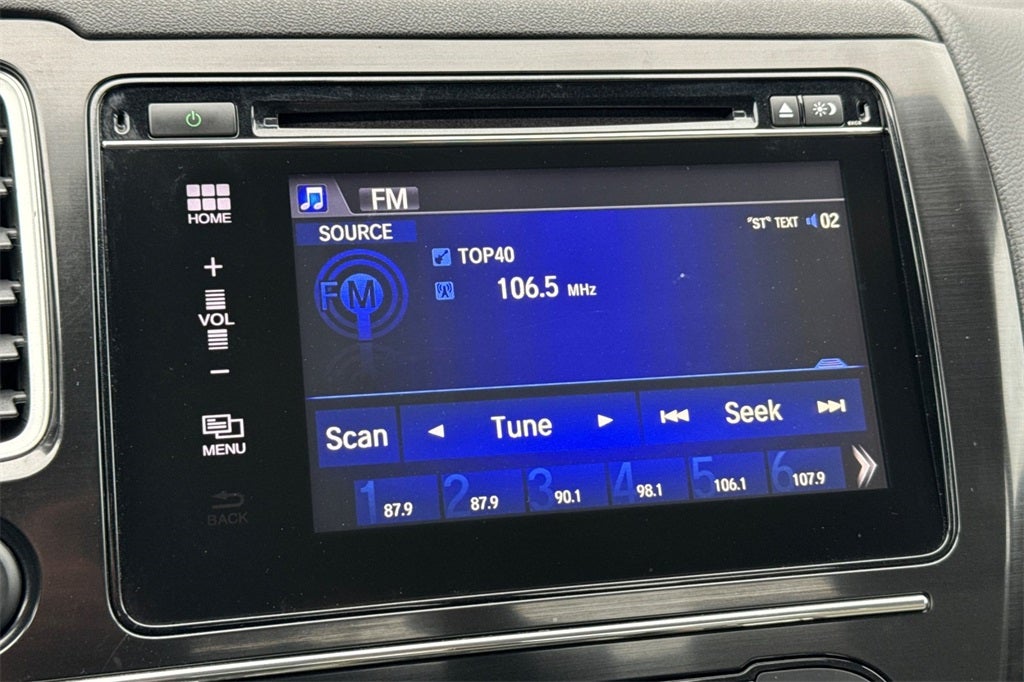 HOME
+
VOL
−
MENU
BACK
FM
SOURCE
"ST" TEXT 02
FM
TOP40
106.5 MHz
Scan
Tune
Seek
1 87.9
2 87.9
3 90.1
4 98.1
5 106.1
6 107.9